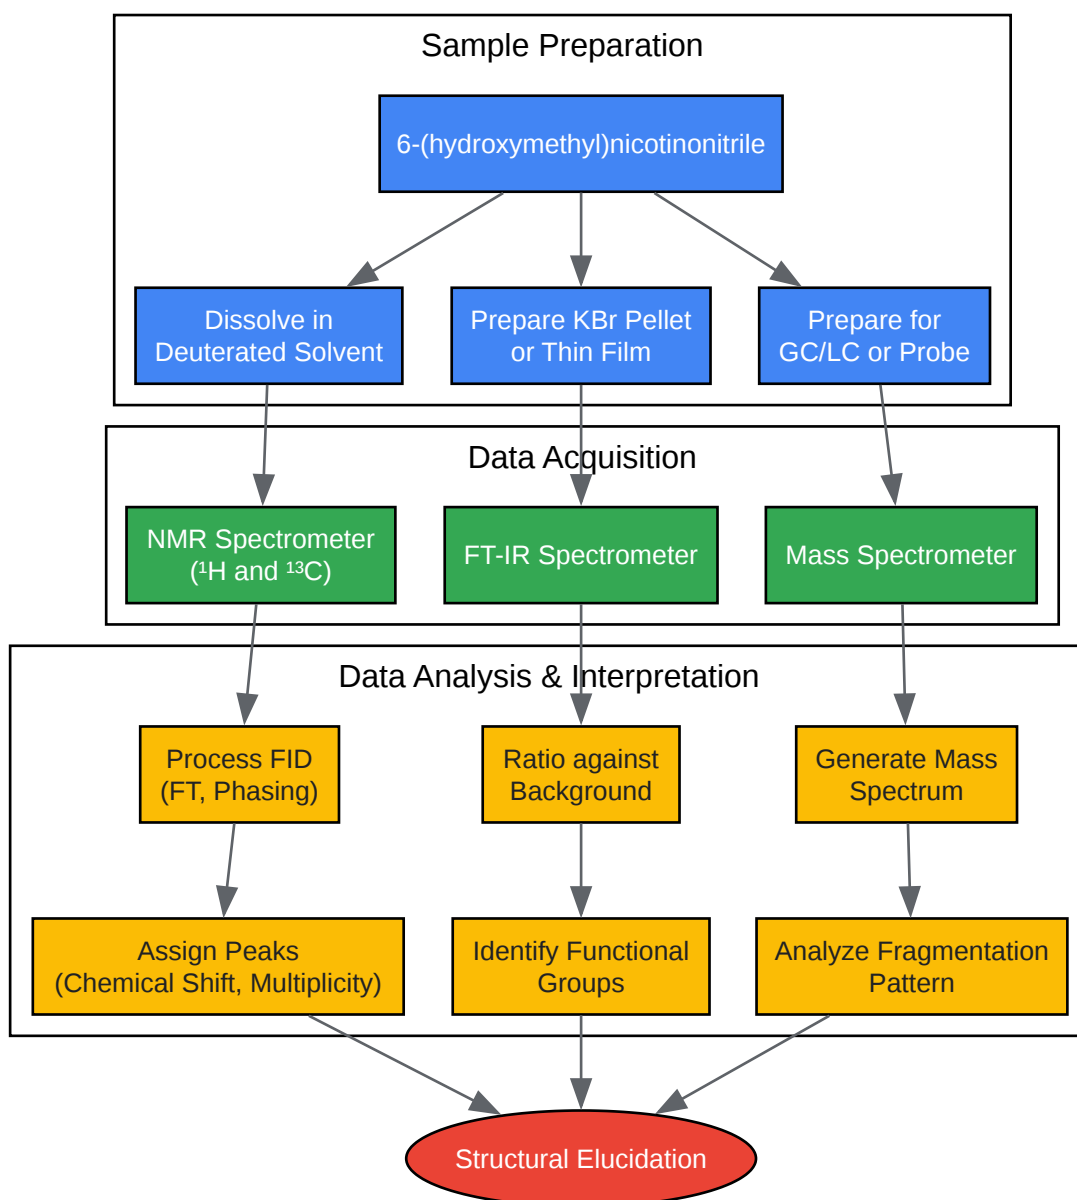 Sample Preparation
6-(hydroxymethyl)nicotinonitrile
Dissolve in
Deuterated Solvent
Prepare KBr Pellet
or Thin Film
Prepare for
GC/LC or Probe
Data Acquisition
NMR Spectrometer
(¹H and ¹³C)
FT-IR Spectrometer
Mass Spectrometer
Data Analysis & Interpretation
Process FID
(FT, Phasing)
Ratio against
Background
Generate Mass
Spectrum
Assign Peaks
(Chemical Shift, Multiplicity)
Identify Functional
Groups
Analyze Fragmentation
Pattern
Structural Elucidation